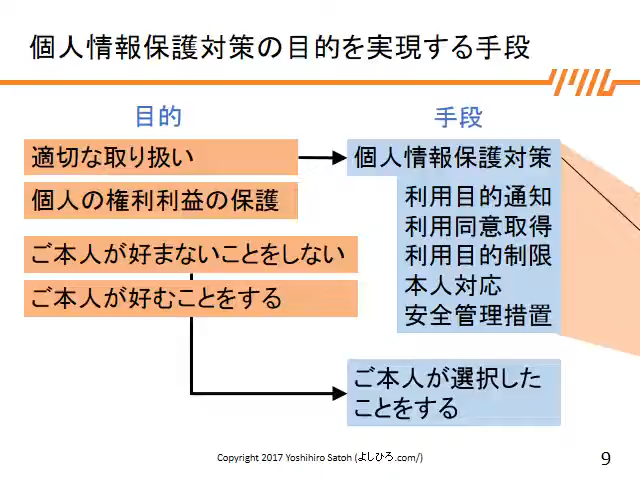 個人情報保護対策の目的を実現する手段
目的
手段
適切な取り扱い
個人の権利利益の保護
ご本人が好まないことをしない
ご本人が好むことをする
個人情報保護対策
利用目的通知
利用同意取得
利用目的制限
本人対応
安全管理措置
ご本人が選択した
ことをする
Copyright 2017 Yoshihiro Satoh (よしひろ.com/)
9